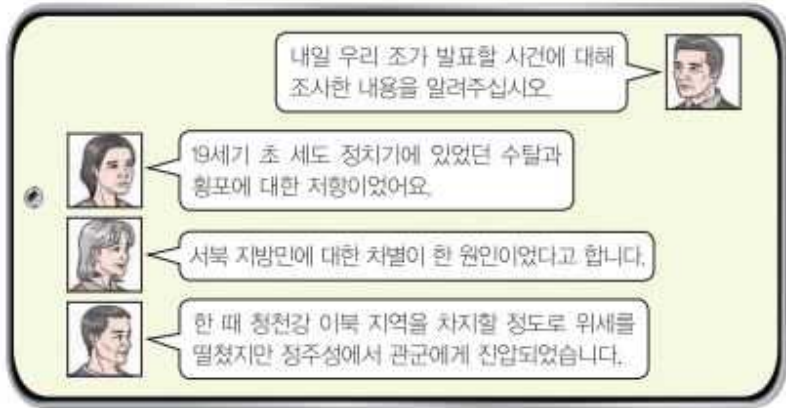 내일 우리 조가 발표할 사건에 대해
조사한 내용을 알려주십시오.
19세기 초 세도 정치기에 있었던 수탈과
횡포에 대한 저항이었어요.
서북 지방민에 대한 차별이 한 원인이었다고 합니다.
한 때 청천강 이북 지역을 차지할 정도로 위세를
떨쳤지만 정주성에서 관군에게 진압되었습니다.